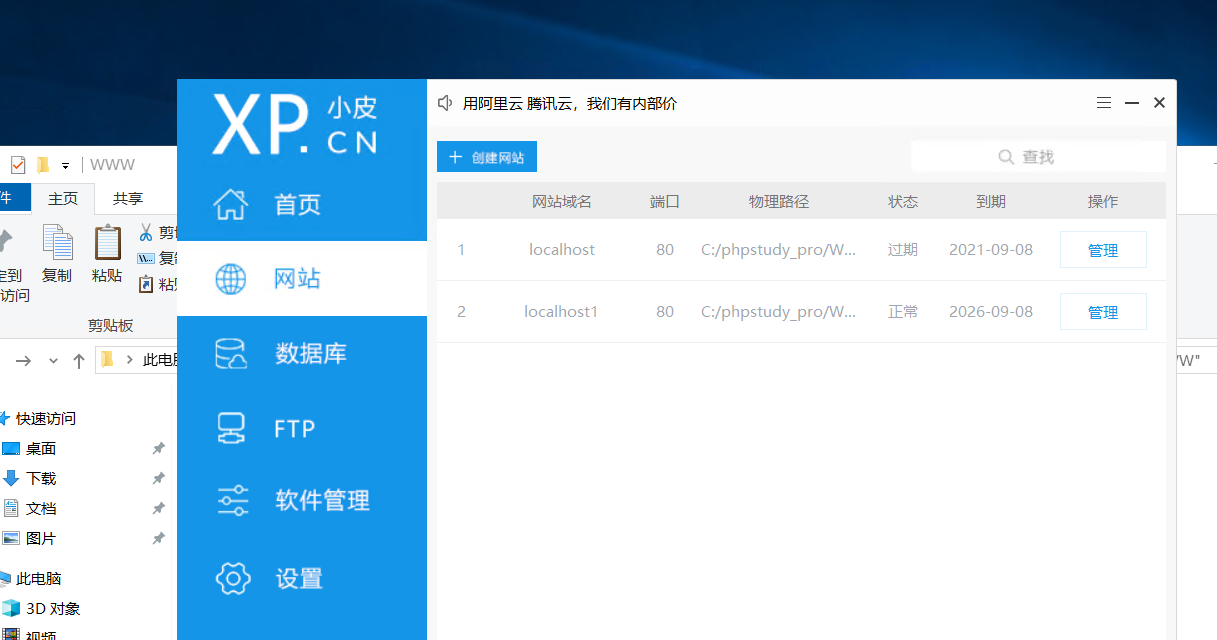 XP.小皮
CN
用阿里云 腾讯云，我们有内部价
创建网站
查找
网站域名 端口 物理路径 状态 到期 操作
1 localhost 80 C:/phpstudy_pro/W... 过期 2021-09-08 管理
2 localhost1 80 C:/phpstudy_pro/W... 正常 2026-09-08 管理
首页
网站
数据库
FTP
软件管理
设置
WWW
件 主页 共享
复制
粘贴
剪
复
粘
定到
访问
剪贴板
此电脑
W"
快速访问
桌面
下载
文档
图片
此电脑
3D 对象
视频